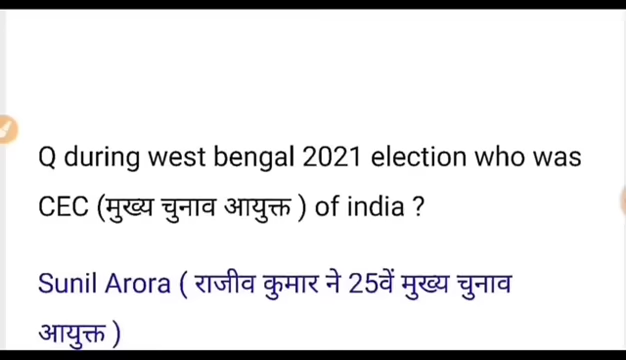 Q during west bengal 2021 election who was
CEC (मुख्य चुनाव आयुक्त ) of india ?
Sunil Arora ( राजीव कुमार ने 25वें मुख्य चुनाव
आयुक्त )